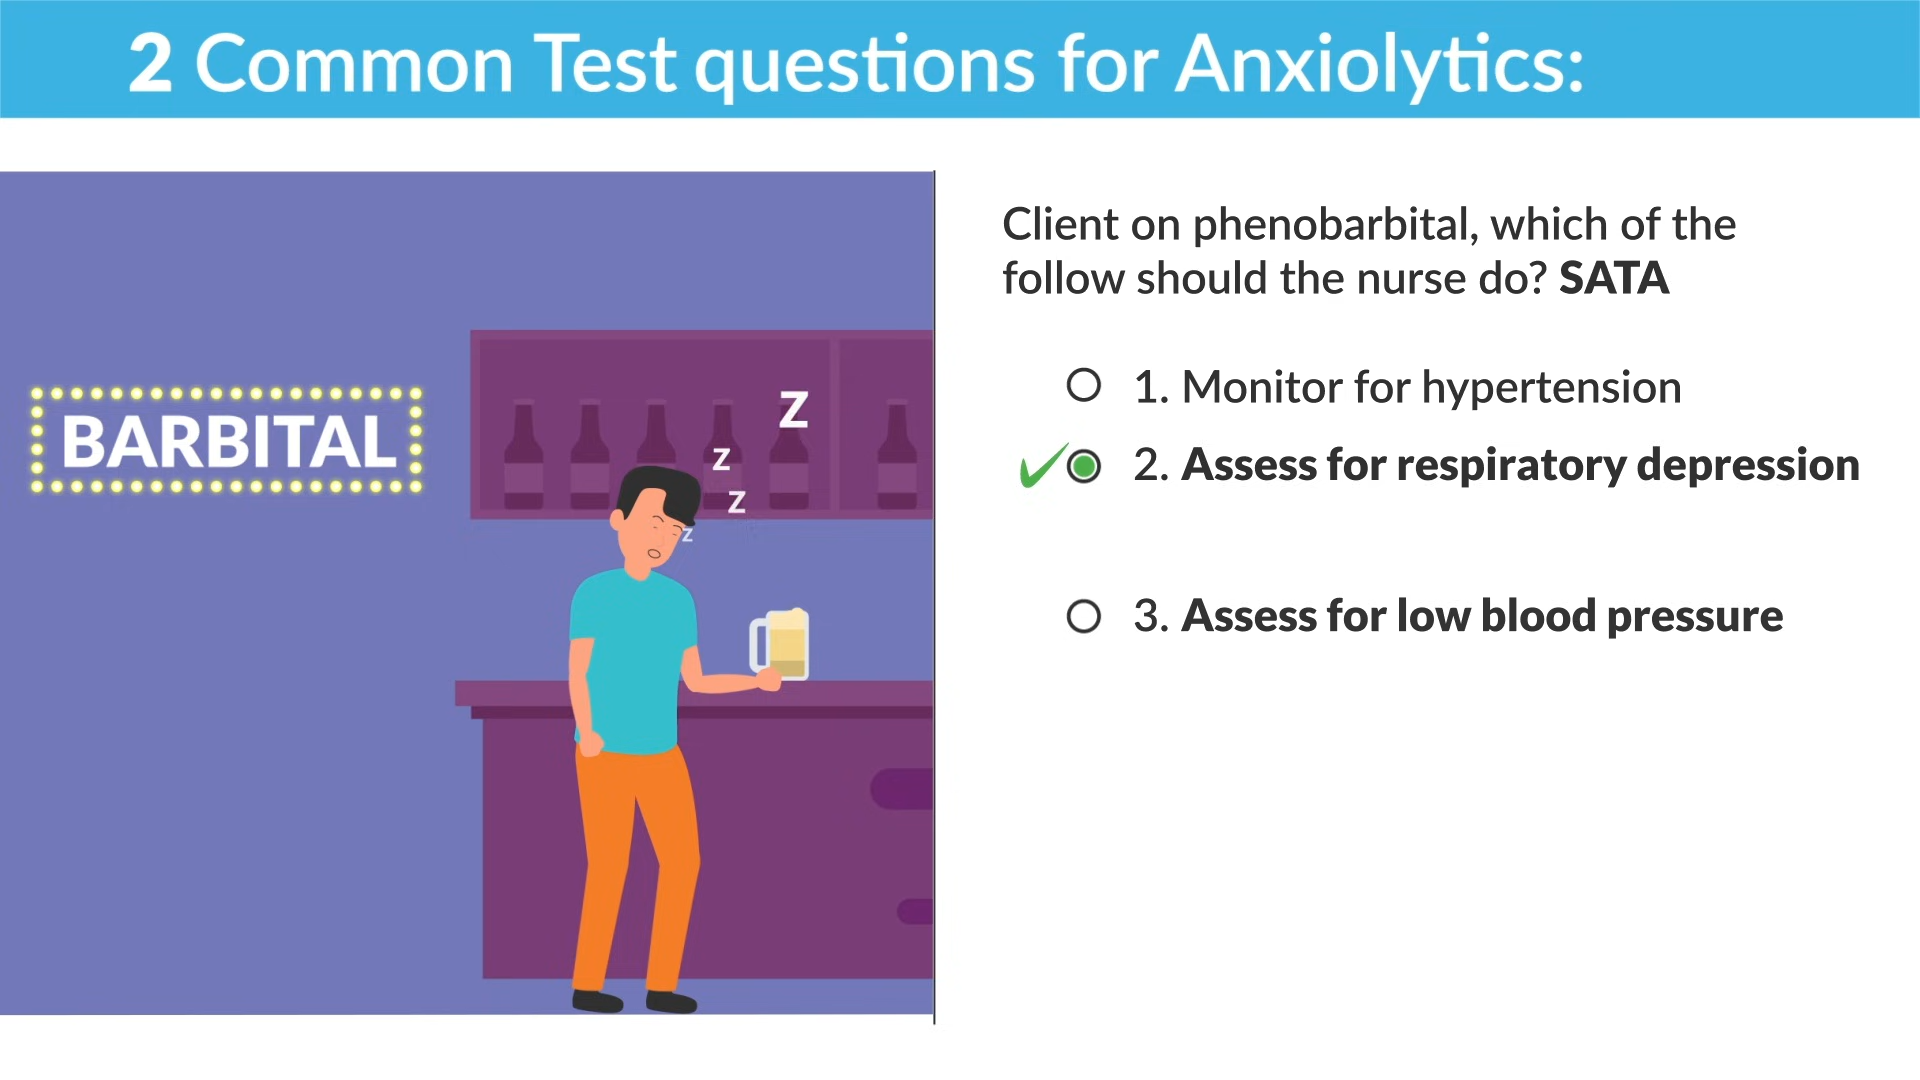 2 Common Test questions for Anxiolytics:
BARBITAL
Z
Z
Z
z
Client on phenobarbital, which of the
follow should the nurse do? SATA
1. Monitor for hypertension
2. Assess for respiratory depression
3. Assess for low blood pressure